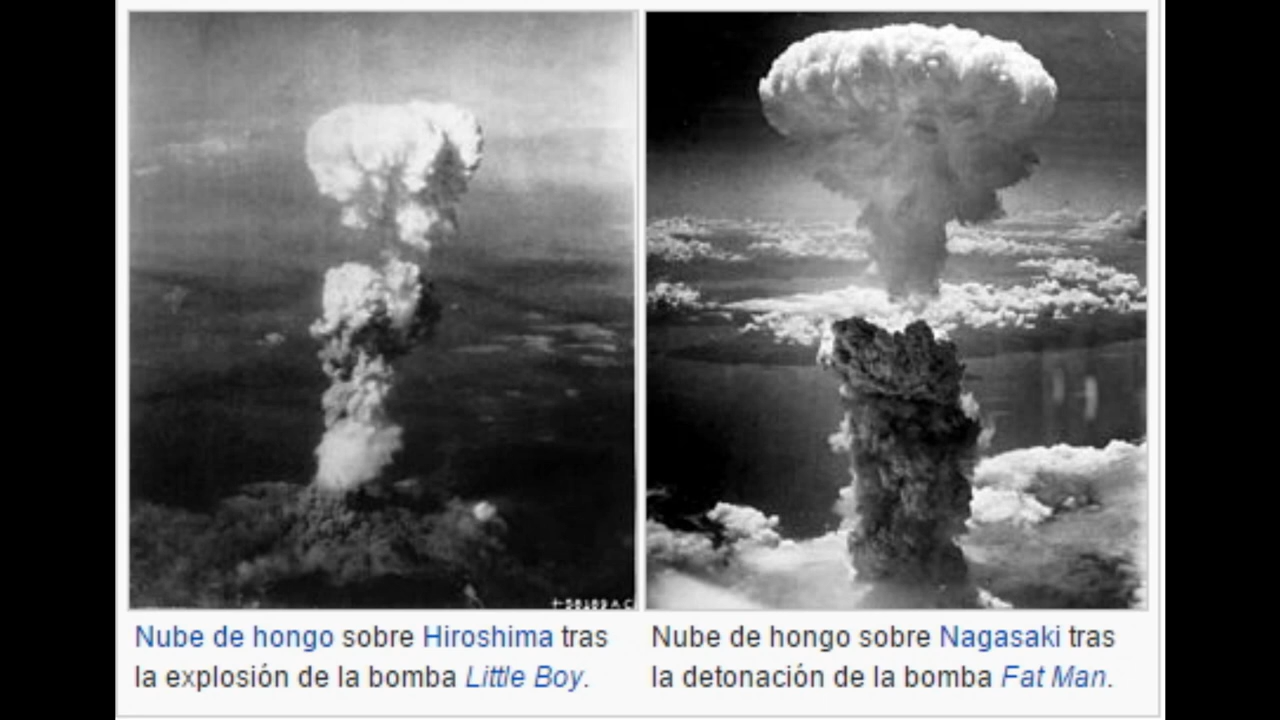 Nube de hongo sobre Hiroshima tras
la explosión de la bomba Little Boy.
Nube de hongo sobre Nagasaki tras
la detonación de la bomba Fat Man.